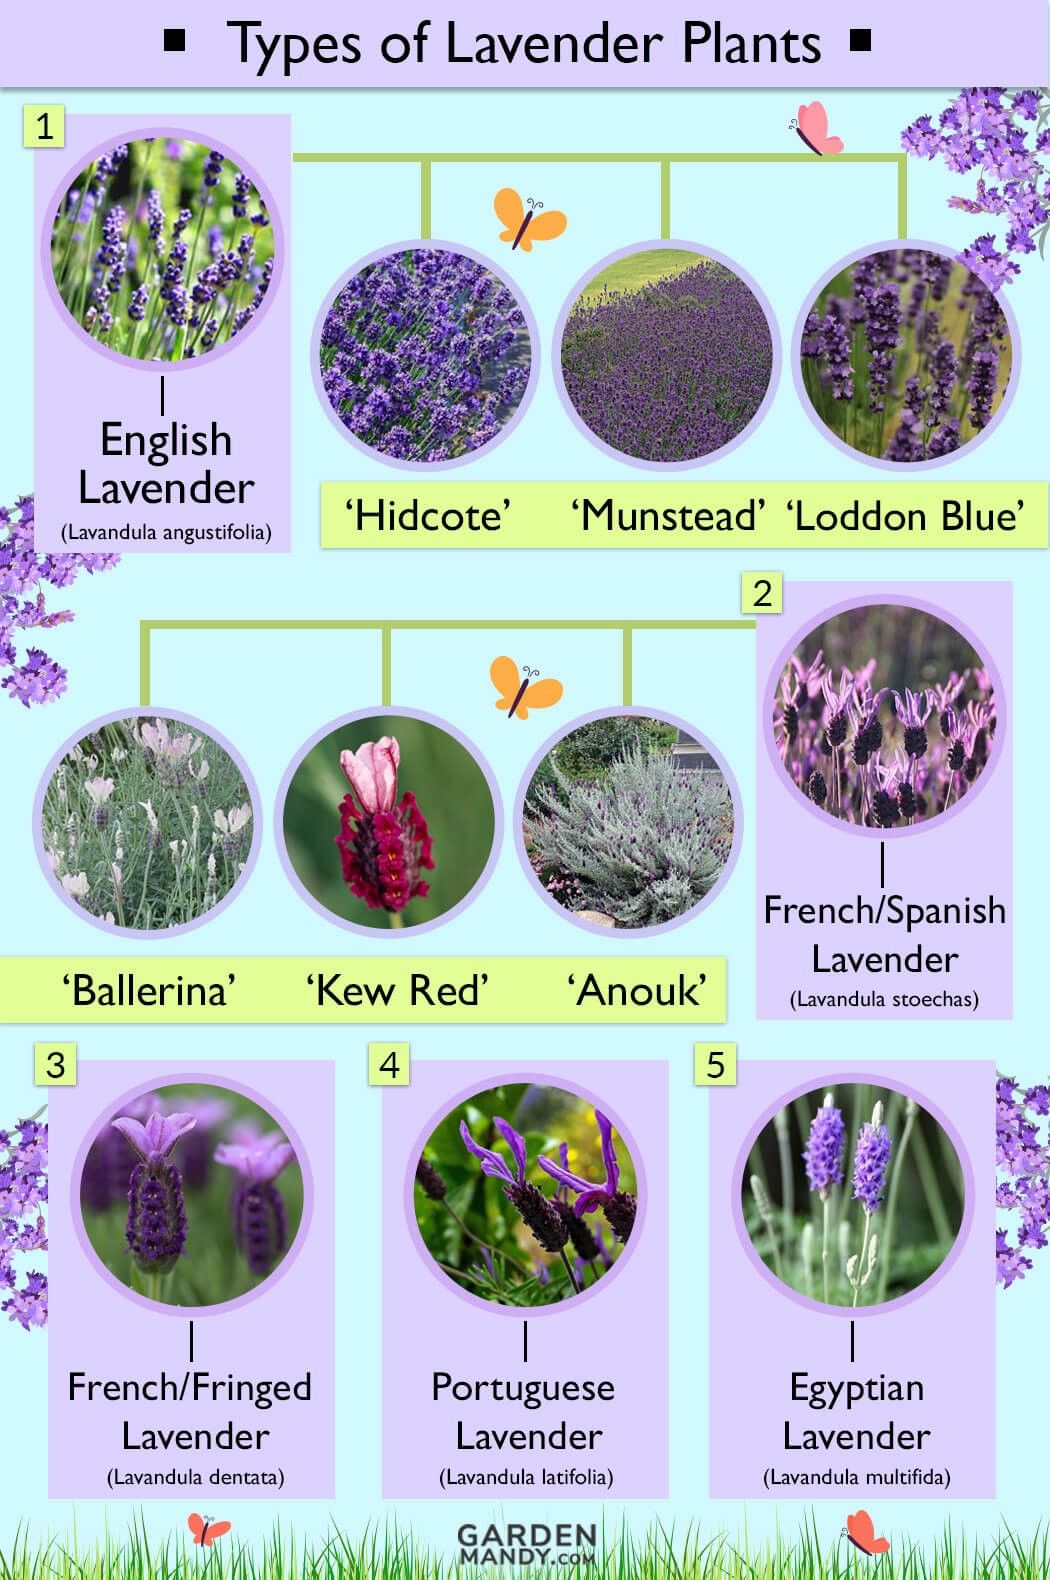 Types of Lavender Plants
1
English
Lavender
(Lavandula angustifolia)
‘Hidcote’ ‘Munstead’ ‘Loddon Blue’
2
French/Spanish
Lavender
(Lavandula stoechas)
‘Ballerina’ ‘Kew Red’ ‘Anouk’
3
French/Fringed
Lavender
(Lavandula dentata)
4
Portuguese
Lavender
(Lavandula latifolia)
5
Egyptian
Lavender
(Lavandula multifida)
GARDEN
MANDY.COM